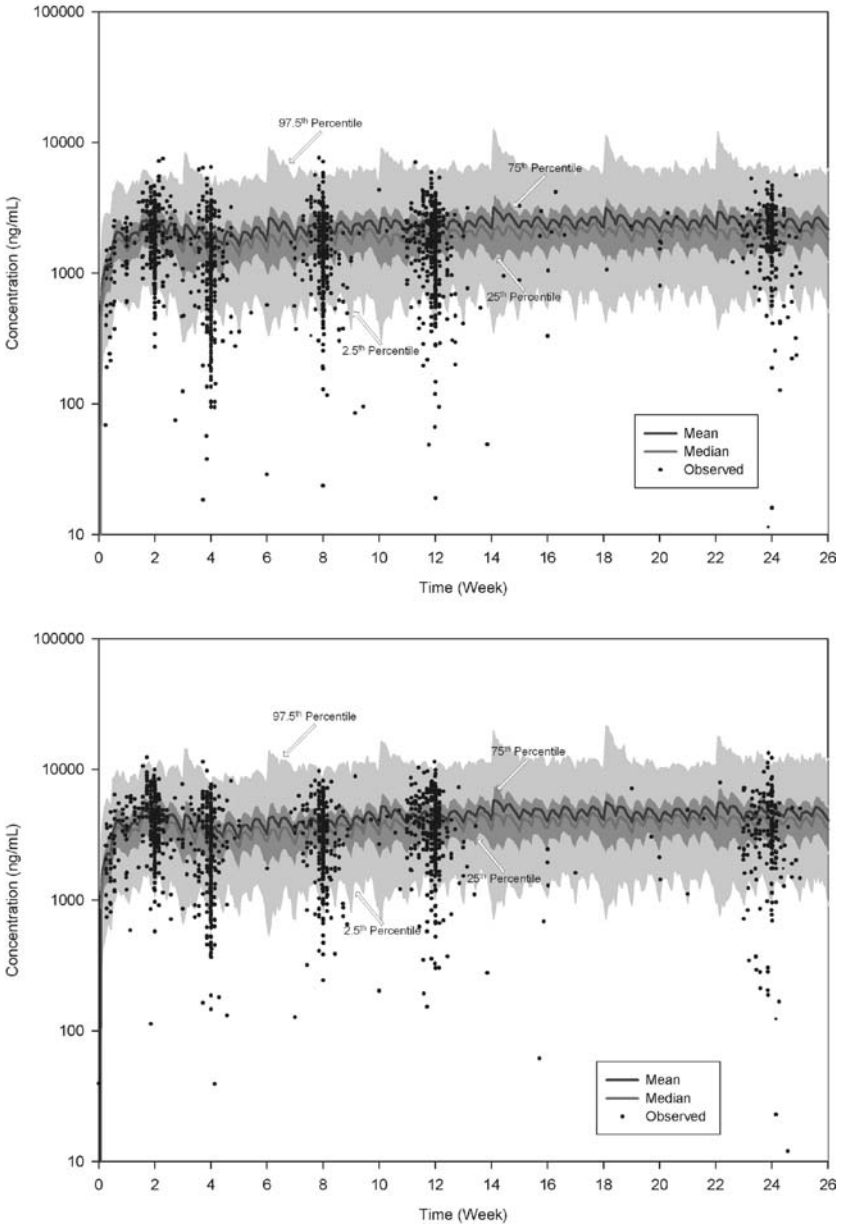 100000
97.5th Percentile
10000
75th Percentile
1000
25th Percentile
2.5th Percentile
100
Mean
Median
Observed
10
Concentration (ng/mL)
0 2 4 6 8 10 12 14 16 18 20 22 24 26
Time (Week)
100000
97.5th Percentile
75th Percentile
10000
25th Percentile
1000
2.5th Percentile
100
Mean
Median
Observed
10
Concentration (ng/mL)
0 2 4 6 8 10 12 14 16 18 20 22 24 26
Time (Week)